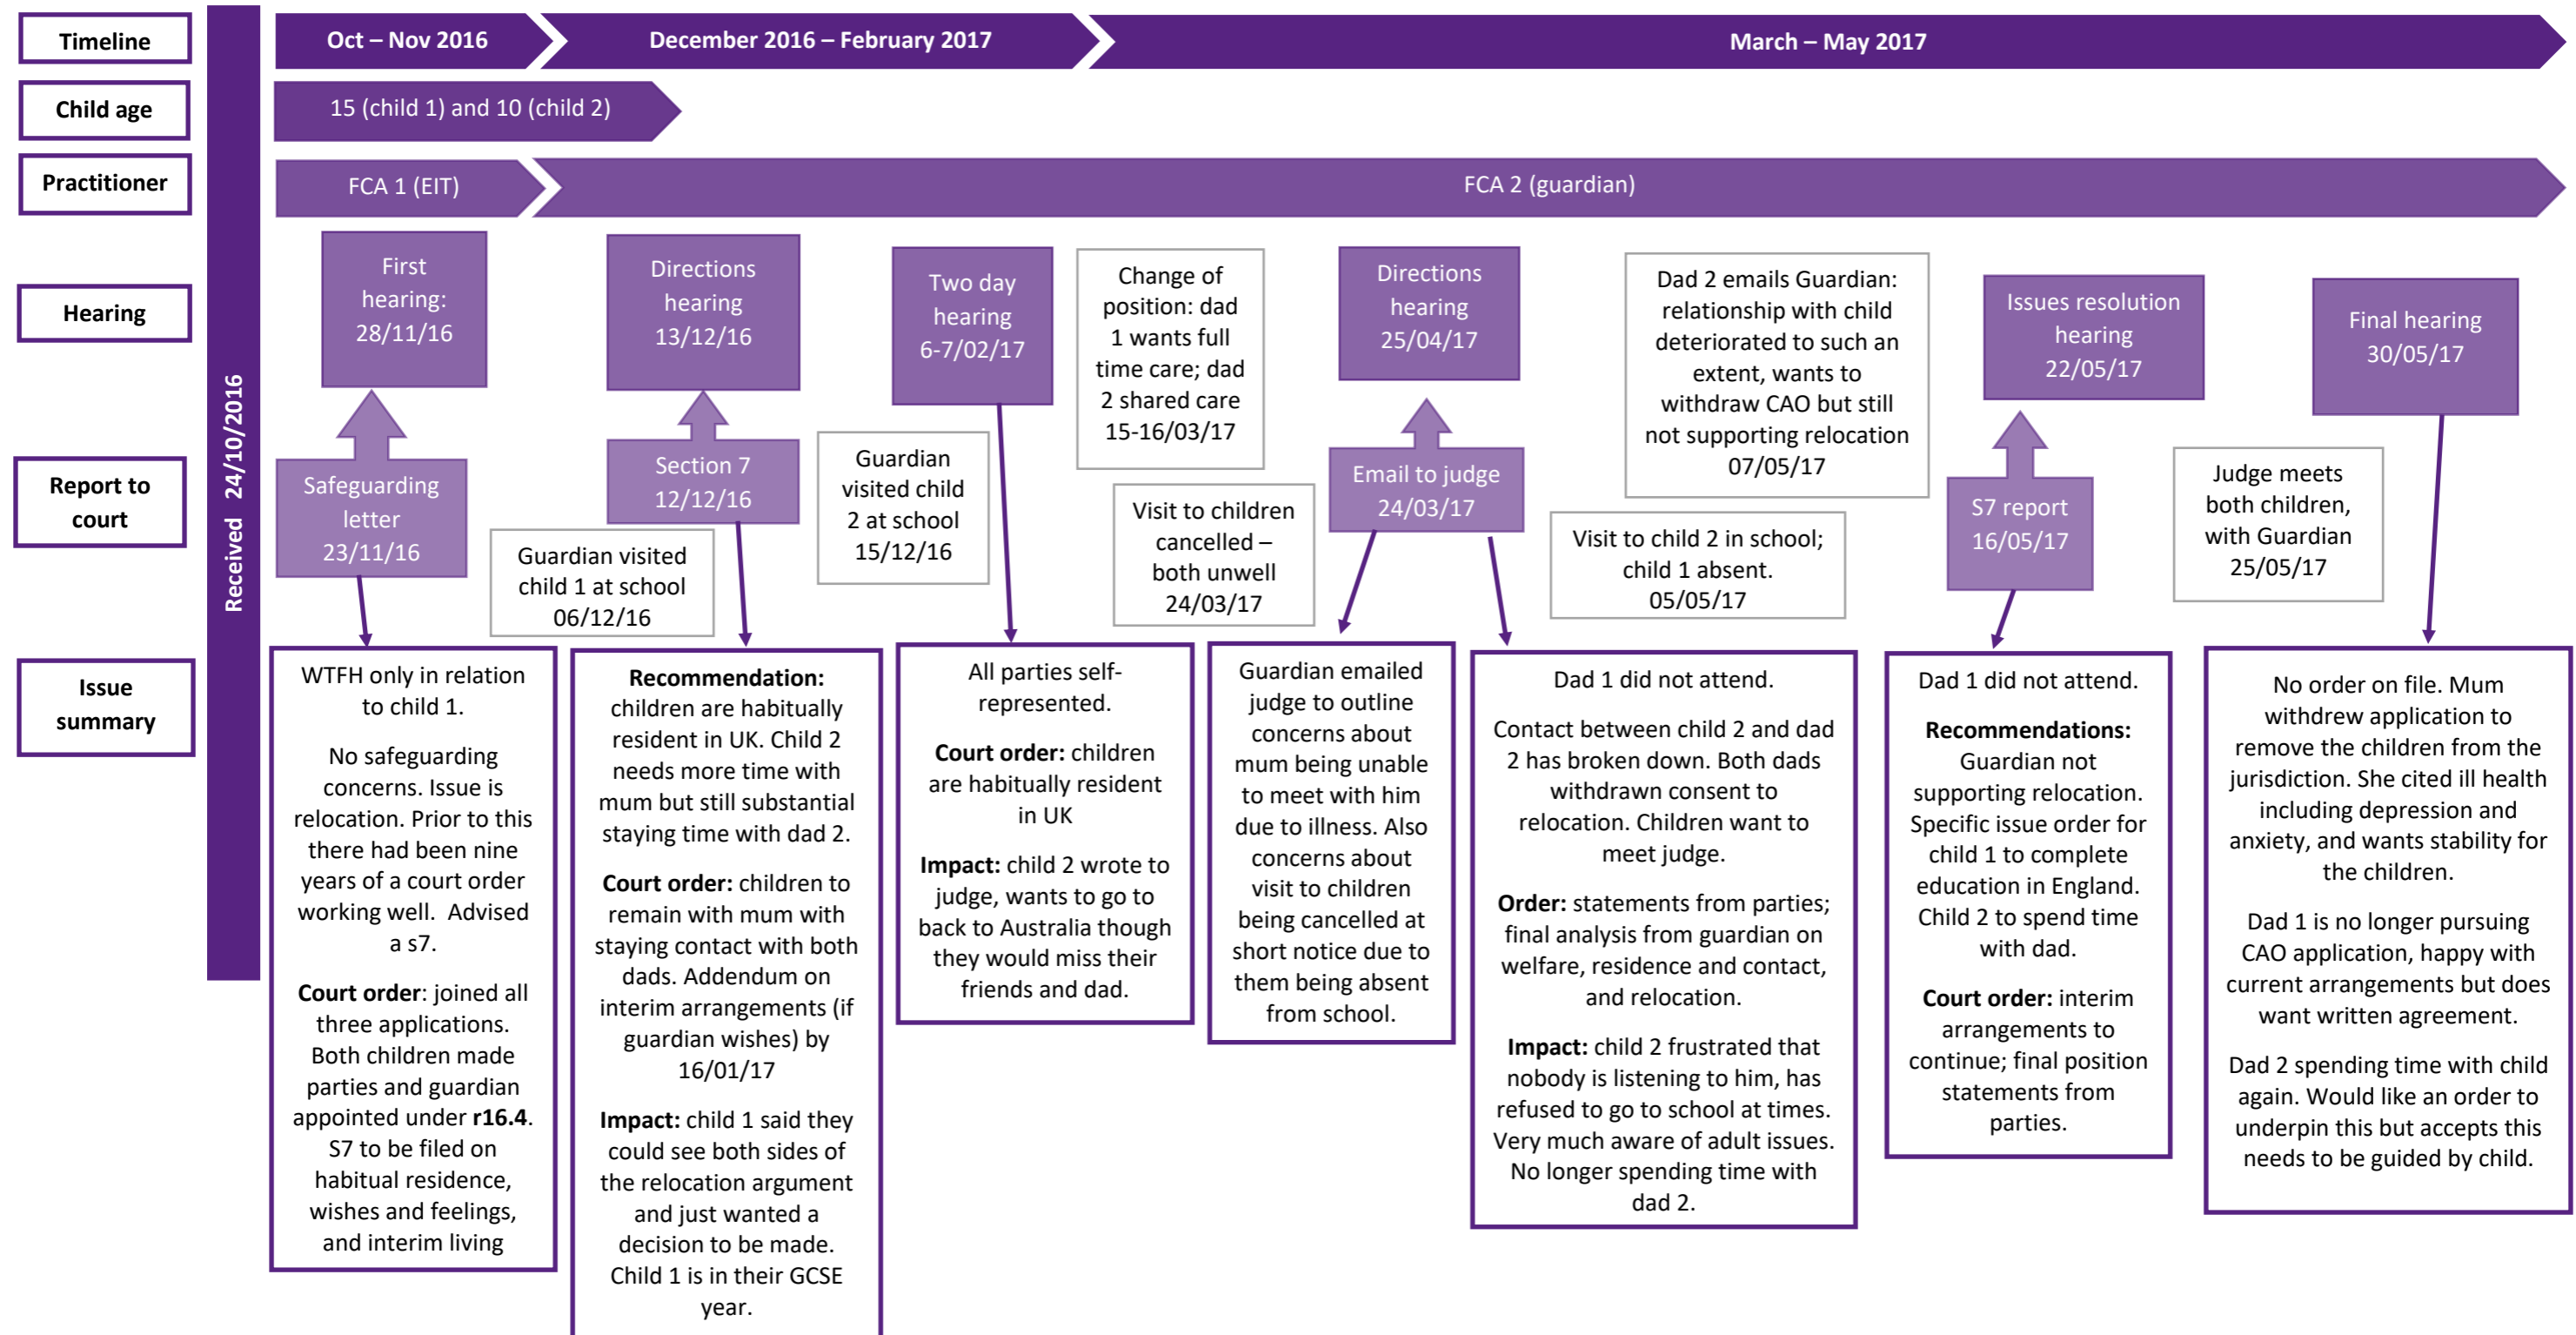 Timeline
Oct – Nov 2016
December 2016 – February 2017
March – May 2017
Child age
15 (child 1) and 10 (child 2)
Practitioner
FCA 1 (EIT)
FCA 2 (guardian)
Received 24/10/2016
Hearing
First
hearing:
28/11/16
Directions
hearing
13/12/16
Two day
hearing
6-7/02/17
Change of
position: dad
1 wants full
time care; dad
2 shared care
15-16/03/17
Directions
hearing
25/04/17
Dad 2 emails Guardian:
relationship with child
deteriorated to such an
extent, wants to
withdraw CAO but still
not supporting relocation
07/05/17
Issues resolution
hearing
22/05/17
Final hearing
30/05/17
Report to
court
Safeguarding
letter
23/11/16
Guardian visited
child 1 at school
06/12/16
Section 7
12/12/16
Guardian
visited child
2 at school
15/12/16
Visit to children
cancelled –
both unwell
24/03/17
Email to judge
24/03/17
Visit to child 2 in school;
child 1 absent.
05/05/17
S7 report
16/05/17
Judge meets
both children,
with Guardian
25/05/17
Issue
summary
WTFH only in relation
to child 1.
No safeguarding
concerns. Issue is
relocation. Prior to this
there had been nine
years of a court order
working well. Advised
a s7.
Court order: joined all
three applications.
Both children made
parties and guardian
appointed under r16.4.
S7 to be filed on
habitual residence,
wishes and feelings,
and interim living
Recommendation:
children are habitually
resident in UK. Child 2
needs more time with
mum but still substantial
staying time with dad 2.
Court order: children to
remain with mum with
staying contact with both
dads. Addendum on
interim arrangements (if
guardian wishes) by
16/01/17
Impact: child 1 said they
could see both sides of
the relocation argument
and just wanted a
decision to be made.
Child 1 is in their GCSE
year.
All parties self-
represented.
Court order: children
are habitually resident
in UK
Impact: child 2 wrote to
judge, wants to go to
back to Australia though
they would miss their
friends and dad.
Guardian emailed
judge to outline
concerns about
mum being unable
to meet with him
due to illness. Also
concerns about
visit to children
being cancelled at
short notice due to
them being absent
from school.
Dad 1 did not attend.
Contact between child 2 and dad
2 has broken down. Both dads
withdrawn consent to
relocation. Children want to
meet judge.
Order: statements from parties;
final analysis from guardian on
welfare, residence and contact,
and relocation.
Impact: child 2 frustrated that
nobody is listening to him, has
refused to go to school at times.
Very much aware of adult issues.
No longer spending time with
dad 2.
Dad 1 did not attend.
Recommendations:
Guardian not
supporting relocation.
Specific issue order for
child 1 to complete
education in England.
Child 2 to spend time
with dad.
Court order: interim
arrangements to
continue; final position
statements from
parties.
No order on file. Mum
withdrew application to
remove the children from the
jurisdiction. She cited ill health
including depression and
anxiety, and wants stability for
the children.
Dad 1 is no longer pursuing
CAO application, happy with
current arrangements but does
want written agreement.
Dad 2 spending time with child
again. Would like an order to
underpin this but accepts this
needs to be guided by child.